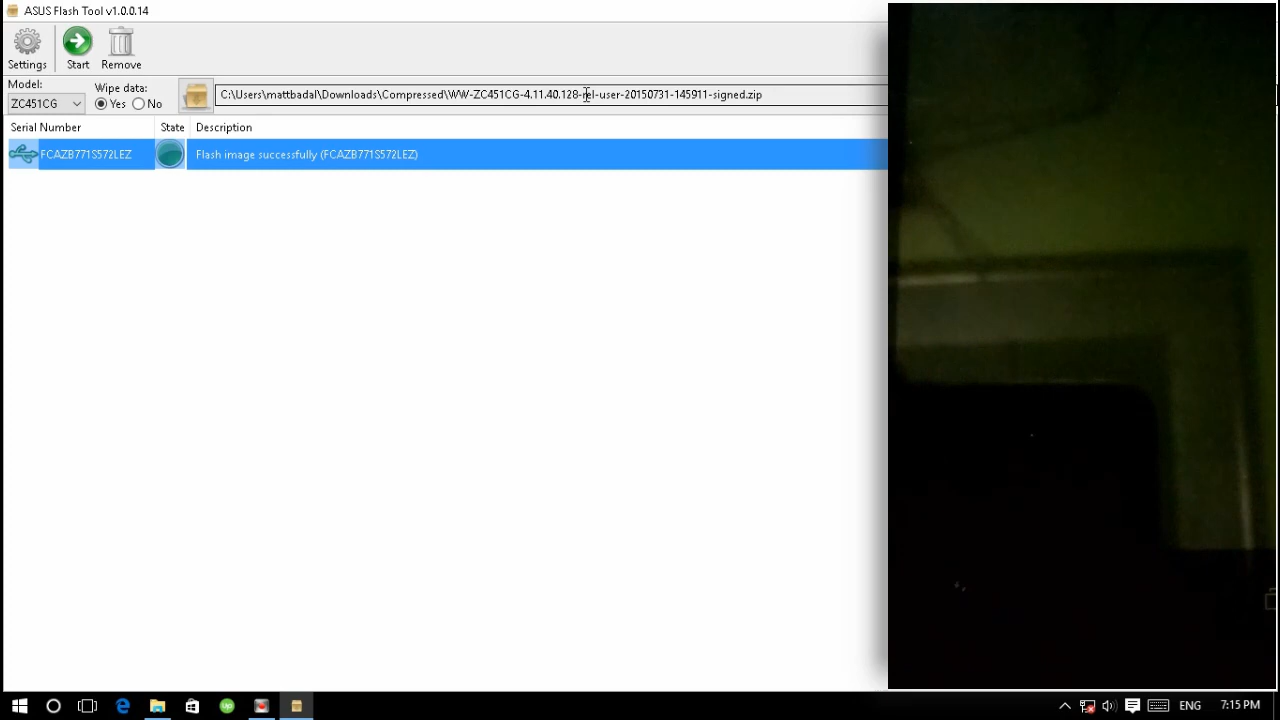 ASUS Flash Tool v1.0.0.14
Settings Start Remove
Model: Wipe data:
ZC451CG Yes No C:\Users\mattbadal\Downloads\Compressed\WW-ZC451CG-4.11.40.128-rel-user-20150731-145911-signed.zip
Serial Number State Description
FCAZB771S572LEZ Flash image successfully (FCAZB771S572LEZ)
up ENG 7:15 PM